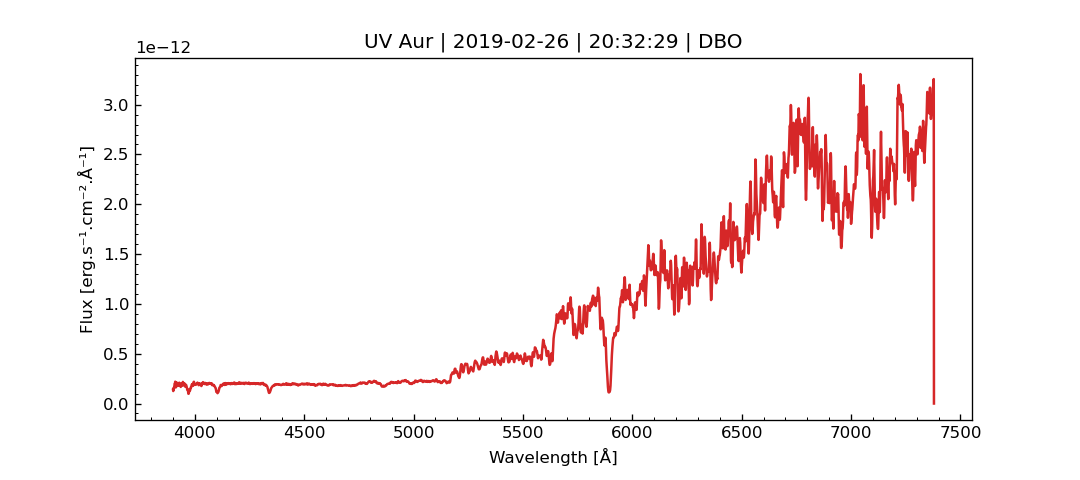 UV Aur | 2019-02-26 | 20:32:29 | DBO
1e−12
3.0
2.5
2.0
1.5
1.0
0.5
0.0
Flux [erg.s⁻¹.cm⁻².Å⁻¹]
4000 4500 5000 5500 6000 6500 7000 7500
Wavelength [Å]